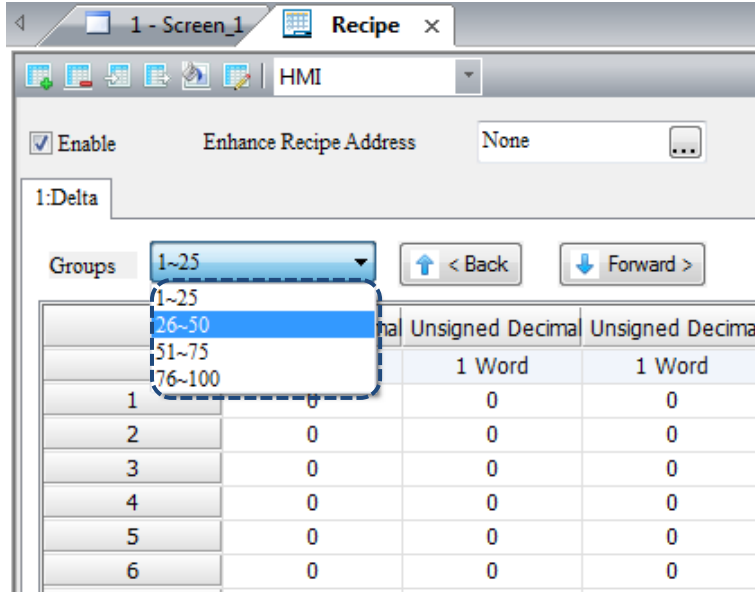 1 - Screen_1 Recipe
HMI
Enable Enhance Recipe Address None ...
1:Delta
Groups 1~25 < Back Forward >
1~25
26~50 Unsigned Decimal Unsigned Decima
51~75 1 Word 1 Word
76~100
1 0 0 0
2 0 0 0
3 0 0 0
4 0 0 0
5 0 0 0
6 0 0 0